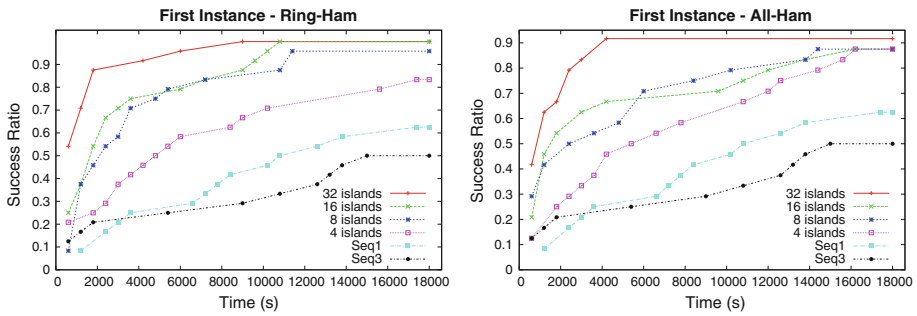 First Instance - Ring-Ham
Success Ratio
0.9
0.8
0.7
0.6
0.5
0.4
0.3
0.2
0.1
0
32 islands
16 islands
8 islands
4 islands
Seq1
Seq3
0 2000 4000 6000 8000 10000 12000 14000 16000 18000
Time (s)
First Instance - All-Ham
Success Ratio
0.9
0.8
0.7
0.6
0.5
0.4
0.3
0.2
0.1
0
32 islands
16 islands
8 islands
4 islands
Seq1
Seq3
0 2000 4000 6000 8000 10000 12000 14000 16000 18000
Time (s)